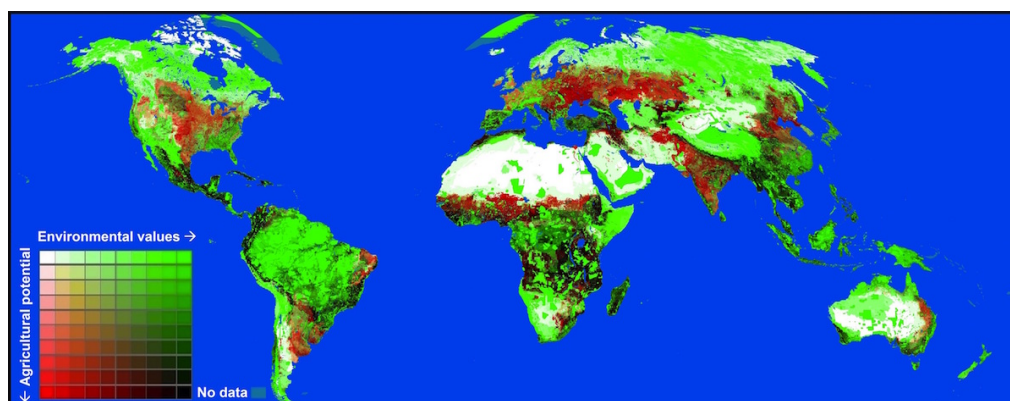 Environmental values →
← Agricultural potential
No data